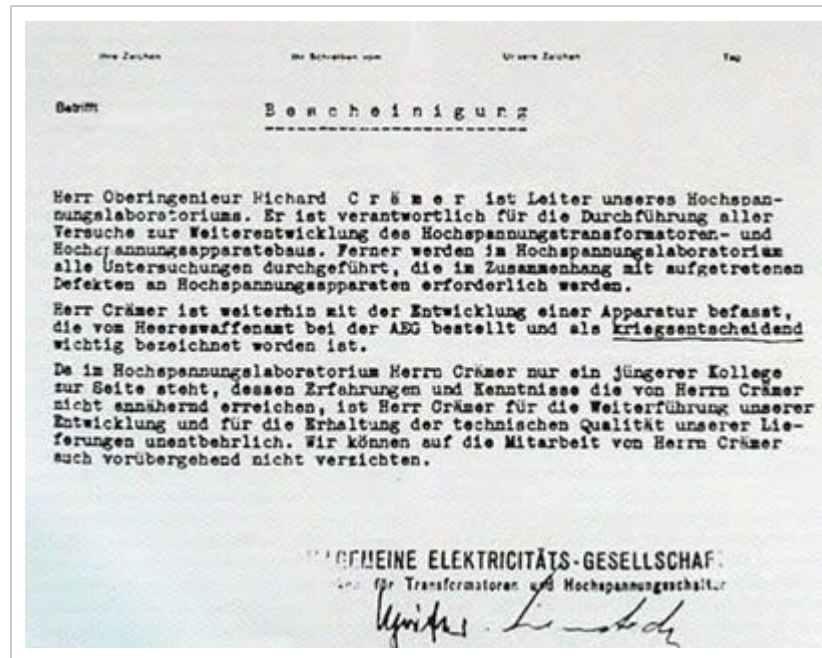 Ihre Zeichen Ihr Schreiben vom Unsere Zeichen Tag
Betrifft Bescheinigung
Herr Oberingenieur Richard Crämer ist Leiter unseres Hochspan-
nungslaboratoriums. Er ist verantwortlich für die Durchführung aller
Versuche zur Weiterentwicklung des Hochspannungstransformatoren- und
Hochspannungsapparatebaus. Ferner werden im Hochspannungslaboratorium
alle Untersuchungen durchgeführt, die im Zusammenhang mit aufgetretenen
Defekten an Hochspannungsapparaten erforderlich werden.
Herr Crämer ist weiterhin mit der Entwicklung einer Apparatur befasst,
die vom Heereswaffenamt bei der AEG bestellt und als kriegsentscheidend
wichtig bezeichnet worden ist.
Da im Hochspannungslaboratorium Herrn Crämer nur ein jüngerer Kollege
zur Seite steht, dessen Erfahrungen und Kenntnisse die von Herrn Crämer
nicht annähernd erreichen, ist Herr Crämer für die Weiterführung unserer
Entwicklung und für die Erhaltung der technischen Qualität unserer Lie-
ferungen unentbehrlich. Wir können auf die Mitarbeit von Herrn Crämer
auch vorübergehend nicht verzichten.
ALLGEMEINE ELEKTRICITÄTS-GESELLSCHAFT
für Transformatoren und Hochspannungsschalter